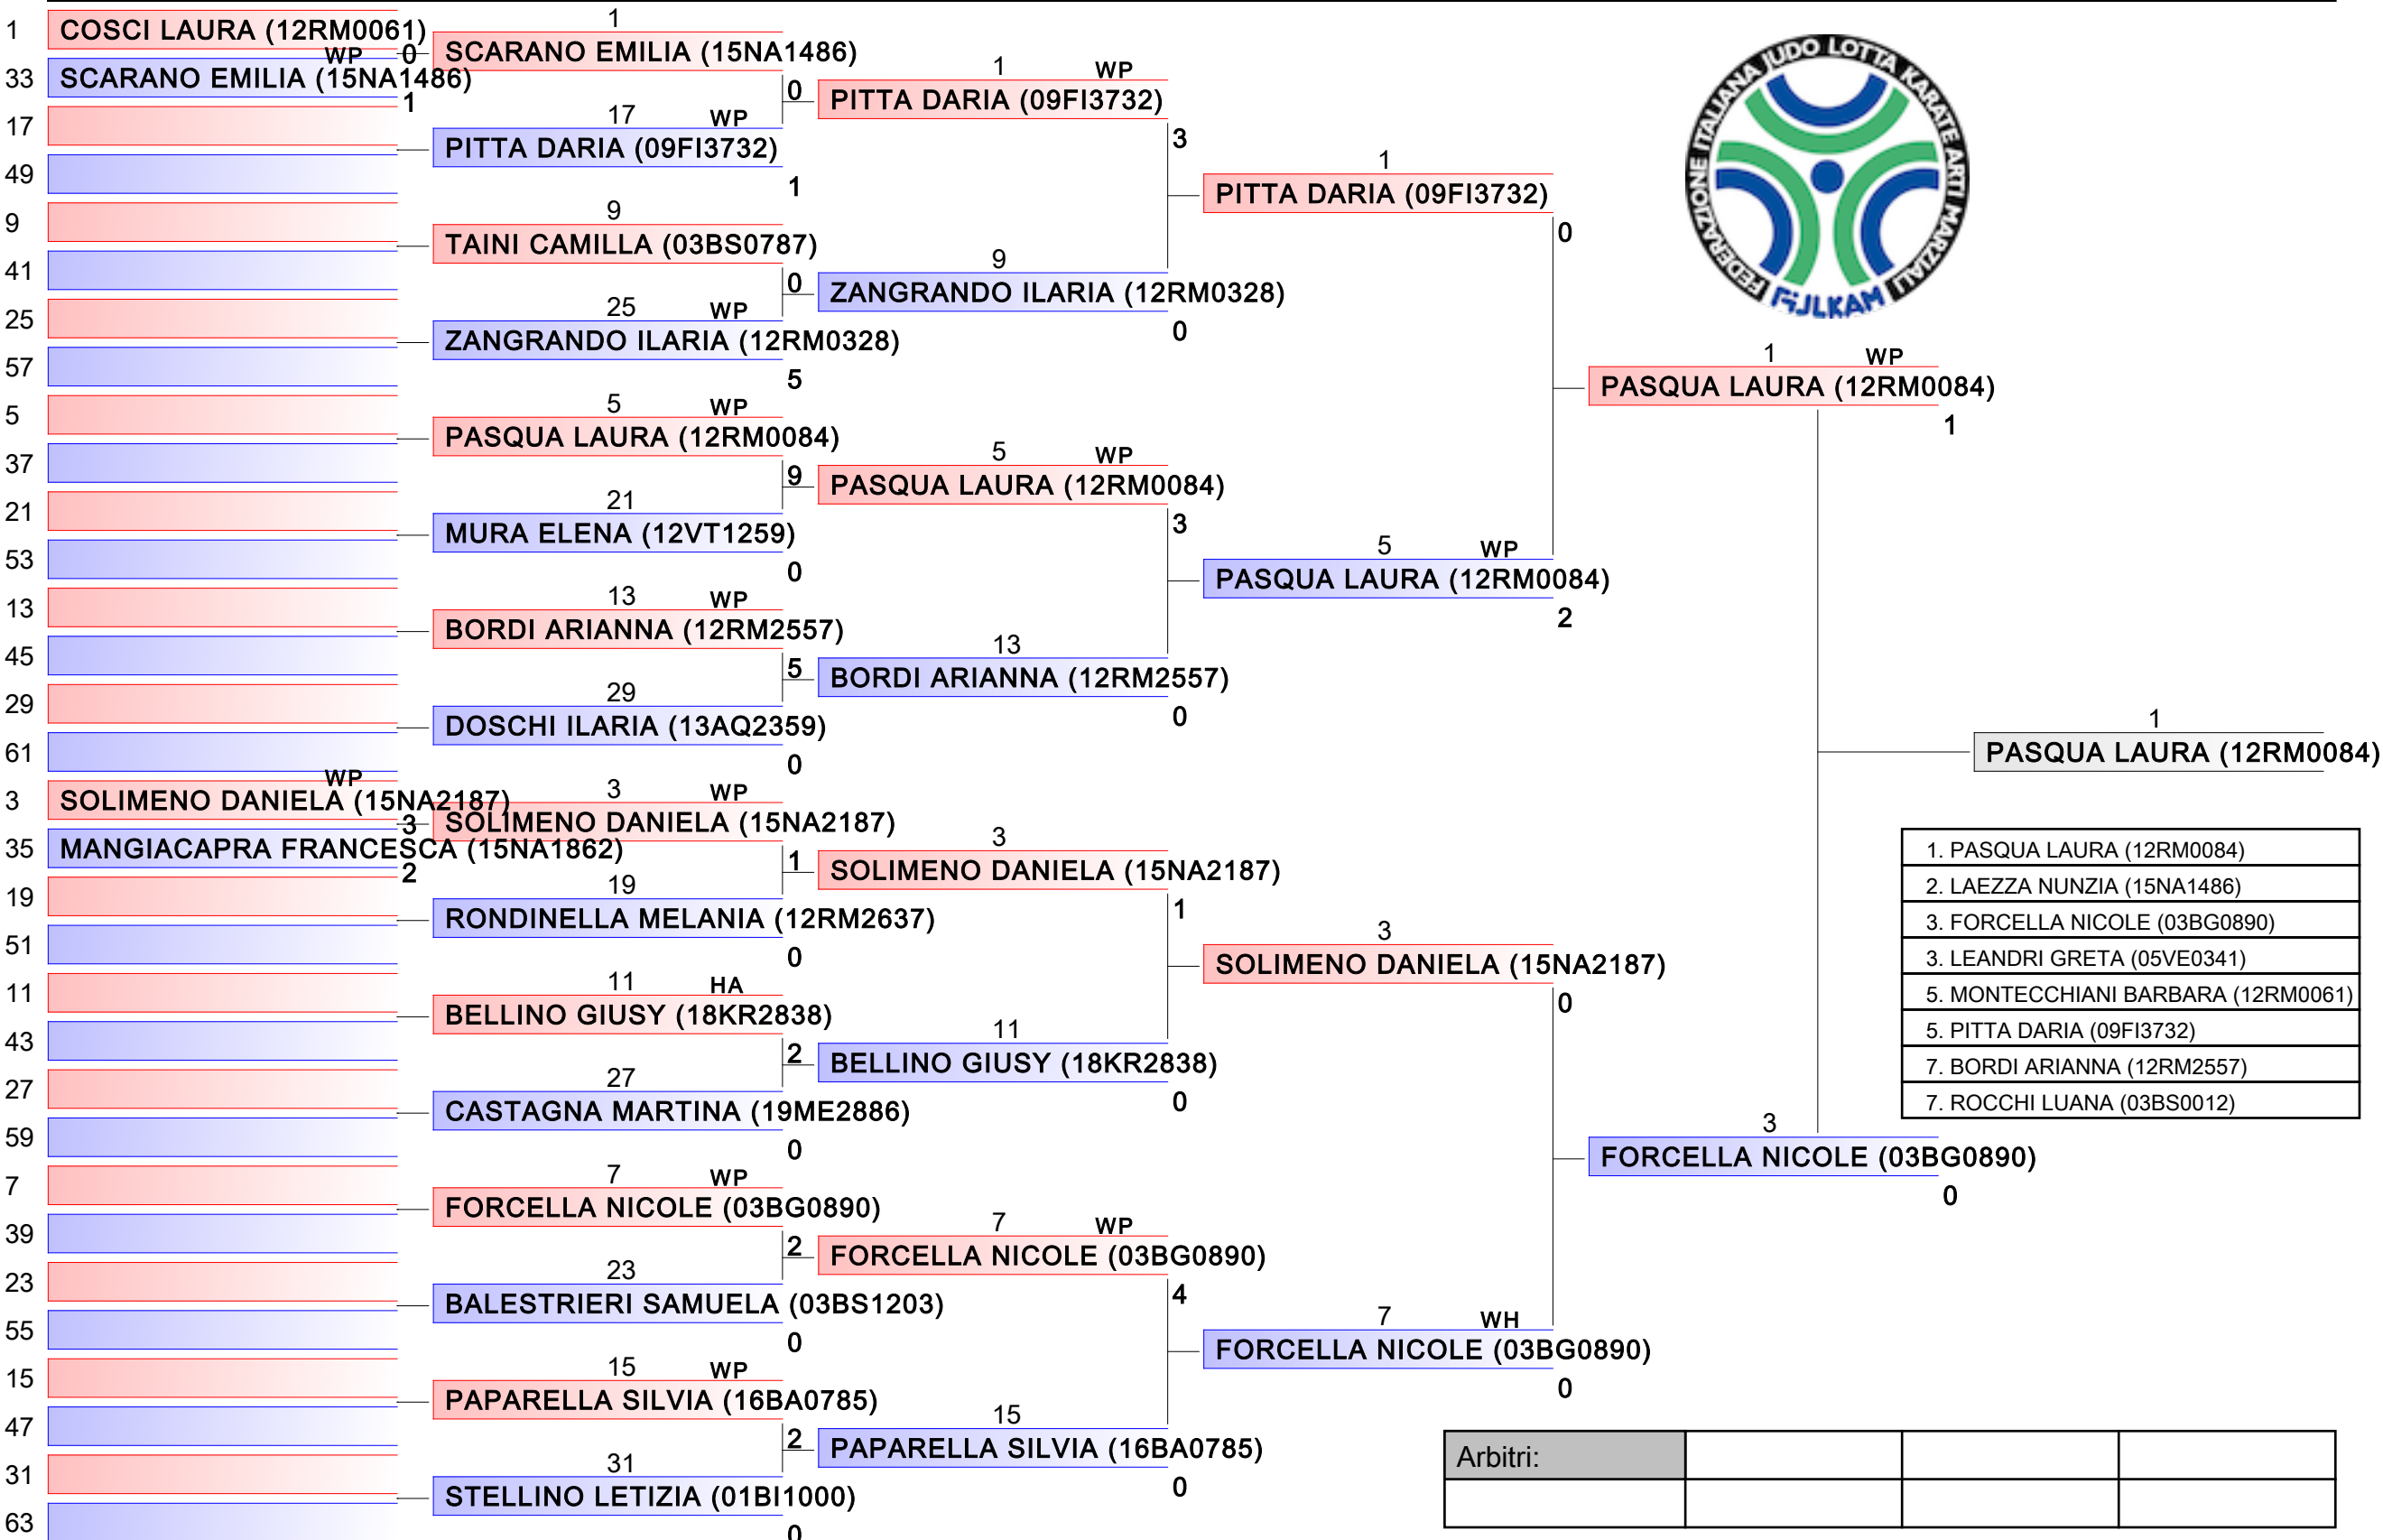 1
COSCI LAURA (12RM0061)
WP
0
33
SCARANO EMILIA (15NA1486)
1
17
49
9
41
25
57
5
37
21
53
13
45
29
61
WP
3
SOLIMENO DANIELA (15NA2187)
3
35
MANGIACAPRA FRANCESCA (15NA1862)
2
19
51
11
43
27
59
7
39
23
55
15
47
31
63
1
SCARANO EMILIA (15NA1486)
0
17 WP
PITTA DARIA (09FI3732)
1
9
TAINI CAMILLA (03BS0787)
0
25 WP
ZANGRANDO ILARIA (12RM0328)
5
5 WP
PASQUA LAURA (12RM0084)
9
21
MURA ELENA (12VT1259)
0
13 WP
BORDI ARIANNA (12RM2557)
5
29
DOSCHI ILARIA (13AQ2359)
0
3 WP
SOLIMENO DANIELA (15NA2187)
1
19
RONDINELLA MELANIA (12RM2637)
0
11 HA
BELLINO GIUSY (18KR2838)
2
27
CASTAGNA MARTINA (19ME2886)
0
7 WP
FORCELLA NICOLE (03BG0890)
2
23
BALESTRIERI SAMUELA (03BS1203)
0
15 WP
PAPARELLA SILVIA (16BA0785)
2
31
STELLINO LETIZIA (01BI1000)
0
1 WP
PITTA DARIA (09FI3732)
3
9
ZANGRANDO ILARIA (12RM0328)
0
5 WP
PASQUA LAURA (12RM0084)
3
13
BORDI ARIANNA (12RM2557)
0
3
SOLIMENO DANIELA (15NA2187)
1
11
BELLINO GIUSY (18KR2838)
0
7 WP
FORCELLA NICOLE (03BG0890)
4
15
PAPARELLA SILVIA (16BA0785)
0
1
PITTA DARIA (09FI3732)
0
5 WP
PASQUA LAURA (12RM0084)
2
3
SOLIMENO DANIELA (15NA2187)
0
7 WH
FORCELLA NICOLE (03BG0890)
0
FEDERAZIONE ITALIANA JUDO LOTTA KARATE ARTI MARZIALI
FIJLKAM
1 WP
PASQUA LAURA (12RM0084)
1
3
FORCELLA NICOLE (03BG0890)
0
1
PASQUA LAURA (12RM0084)
1. PASQUA LAURA (12RM0084)
2. LAEZZA NUNZIA (15NA1486)
3. FORCELLA NICOLE (03BG0890)
3. LEANDRI GRETA (05VE0341)
5. MONTECCHIANI BARBARA (12RM0061)
5. PITTA DARIA (09FI3732)
7. BORDI ARIANNA (12RM2557)
7. ROCCHI LUANA (03BS0012)
Arbitri: